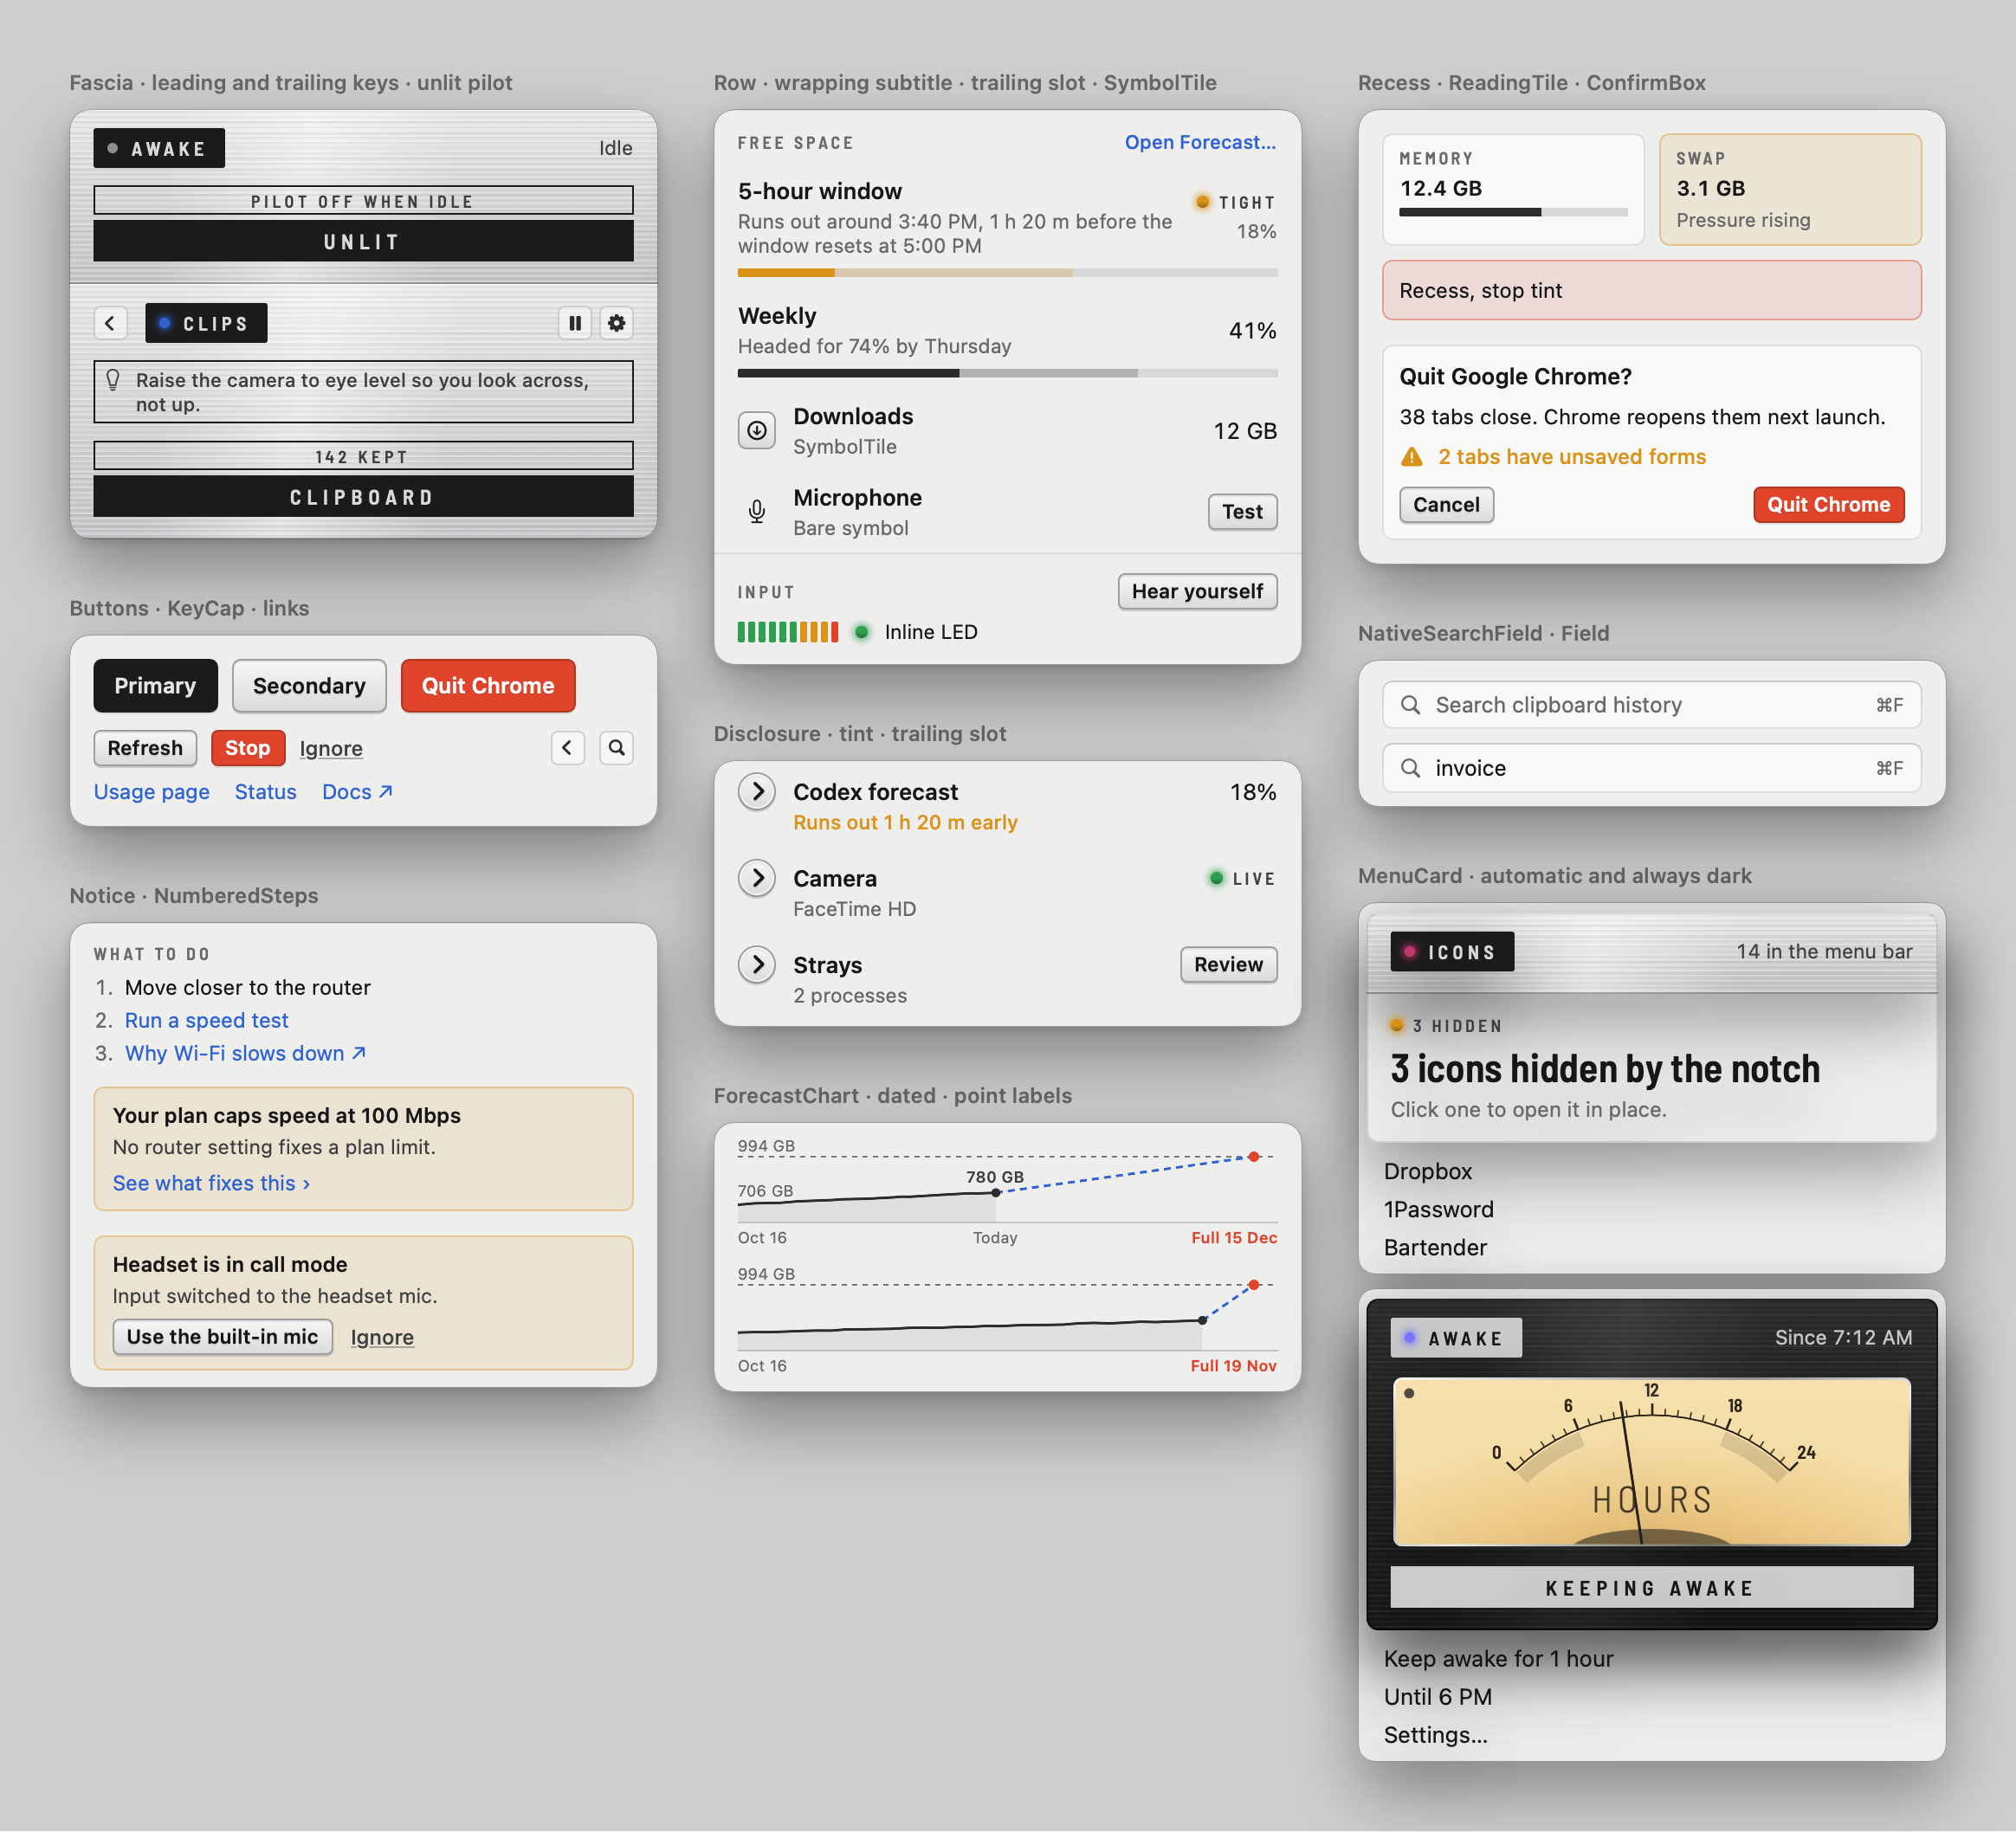 Fascia · leading and trailing keys · unlit pilot
AWAKE
Idle
PILOT OFF WHEN IDLE
UNLIT
CLIPS
Raise the camera to eye level so you look across,
not up.
142 KEPT
CLIPBOARD
Buttons · KeyCap · links
Primary
Secondary
Quit Chrome
Refresh
Stop
Ignore
Usage page
Status
Docs ↗
Notice · NumberedSteps
WHAT TO DO
1. Move closer to the router
2. Run a speed test
3. Why Wi-Fi slows down ↗
Your plan caps speed at 100 Mbps
No router setting fixes a plan limit.
See what fixes this ›
Headset is in call mode
Input switched to the headset mic.
Use the built-in mic
Ignore
Row · wrapping subtitle · trailing slot · SymbolTile
FREE SPACE
Open Forecast...
5-hour window
TIGHT
Runs out around 3:40 PM, 1 h 20 m before the
window resets at 5:00 PM
18%
Weekly
Headed for 74% by Thursday
41%
Downloads
SymbolTile
12 GB
Microphone
Bare symbol
Test
INPUT
Hear yourself
Inline LED
Disclosure · tint · trailing slot
Codex forecast
Runs out 1 h 20 m early
18%
Camera
FaceTime HD
LIVE
Strays
2 processes
Review
ForecastChart · dated · point labels
994 GB
780 GB
706 GB
Oct 16
Today
Full 15 Dec
994 GB
Oct 16
Full 19 Nov
Recess · ReadingTile · ConfirmBox
MEMORY
12.4 GB
SWAP
3.1 GB
Pressure rising
Recess, stop tint
Quit Google Chrome?
38 tabs close. Chrome reopens them next launch.
2 tabs have unsaved forms
Cancel
Quit Chrome
NativeSearchField · Field
Search clipboard history
⌘F
invoice
⌘F
MenuCard · automatic and always dark
ICONS
14 in the menu bar
3 HIDDEN
3 icons hidden by the notch
Click one to open it in place.
Dropbox
1Password
Bartender
AWAKE
Since 7:12 AM
0
6
12
18
24
HOURS
KEEPING AWAKE
Keep awake for 1 hour
Until 6 PM
Settings...